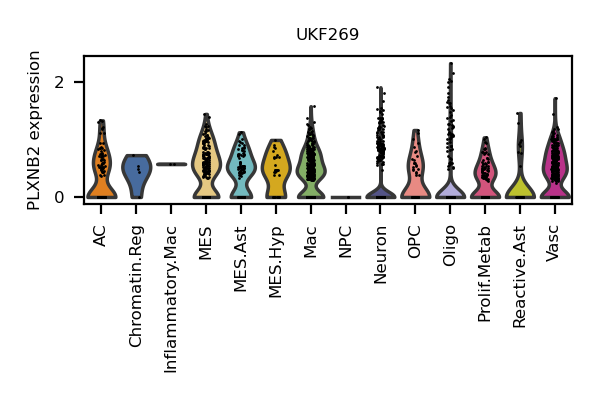 UKF269
PLXNB2 expression
2
0
AC
Chromatin.Reg
Inflammatory.Mac
MES
MES.Ast
MES.Hyp
Mac
NPC
Neuron
OPC
Oligo
Prolif.Metab
Reactive.Ast
Vasc